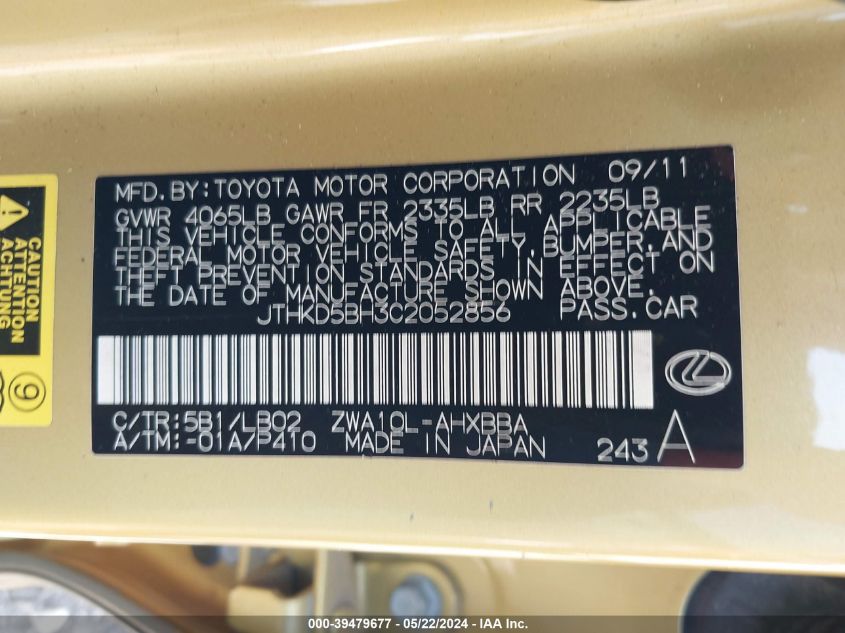 MFD.BY:TOYOTA MOTOR CORPORATION 09/11
GVWR 4065LB GAWR FR 2335LB RR 2235LB
THIS VEHICLE CONFORMS TO ALL APPLICABLE
FEDERAL MOTOR VEHICLE SAFETY,BUMPER,AND
THEFT PREVENTION STANDARDS IN EFFECT ON
THE DATE OF MANUFACTURE SHOWN ABOVE.
JTHKD5BH3C2052856 PASS.CAR
C/TR:5B1/LB02 ZWA10L-AHXBBA
A/TM:-01A/P410 MADE IN JAPAN 243 A
CAUTION
ATTENTION
ACHTUNG
9
000-39479677 - 05/22/2024 - IAA Inc.